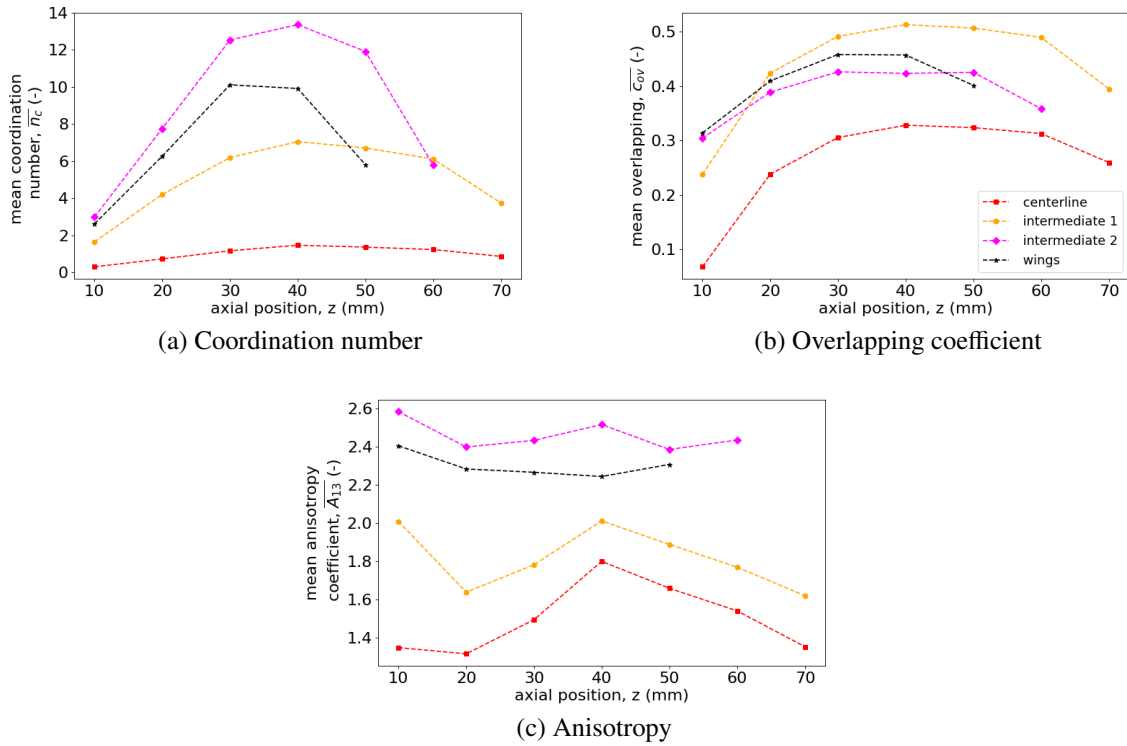 14
12
10
8
6
4
2
0
mean coordination
number, n̅c̅ (-)
10 20 30 40 50 60 70
axial position, z (mm)
(a) Coordination number
0.5
0.4
0.3
0.2
0.1
mean overlapping, c̅o̅v̅ (-)
centerline
intermediate 1
intermediate 2
wings
10 20 30 40 50 60 70
axial position, z (mm)
(b) Overlapping coefficient
2.6
2.4
2.2
2.0
1.8
1.6
1.4
mean anisotropy
coefficient, A̅1̅3̅ (-)
10 20 30 40 50 60 70
axial position, z (mm)
(c) Anisotropy